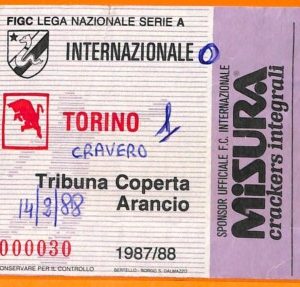 FIGC LEGA NAZIONALE SERIE A
INTERNAZIONALE 0
TORINO 1
CRAVERO
Tribuna Coperta
14/2/88 Arancio
000030 1987/88
CONSERVARE PER IL CONTROLLO BERTELLO - BORGO S. DALMAZZO
SPONSOR UFFICIALE F.C. INTERNAZIONALE
MISURA
crackers integrali